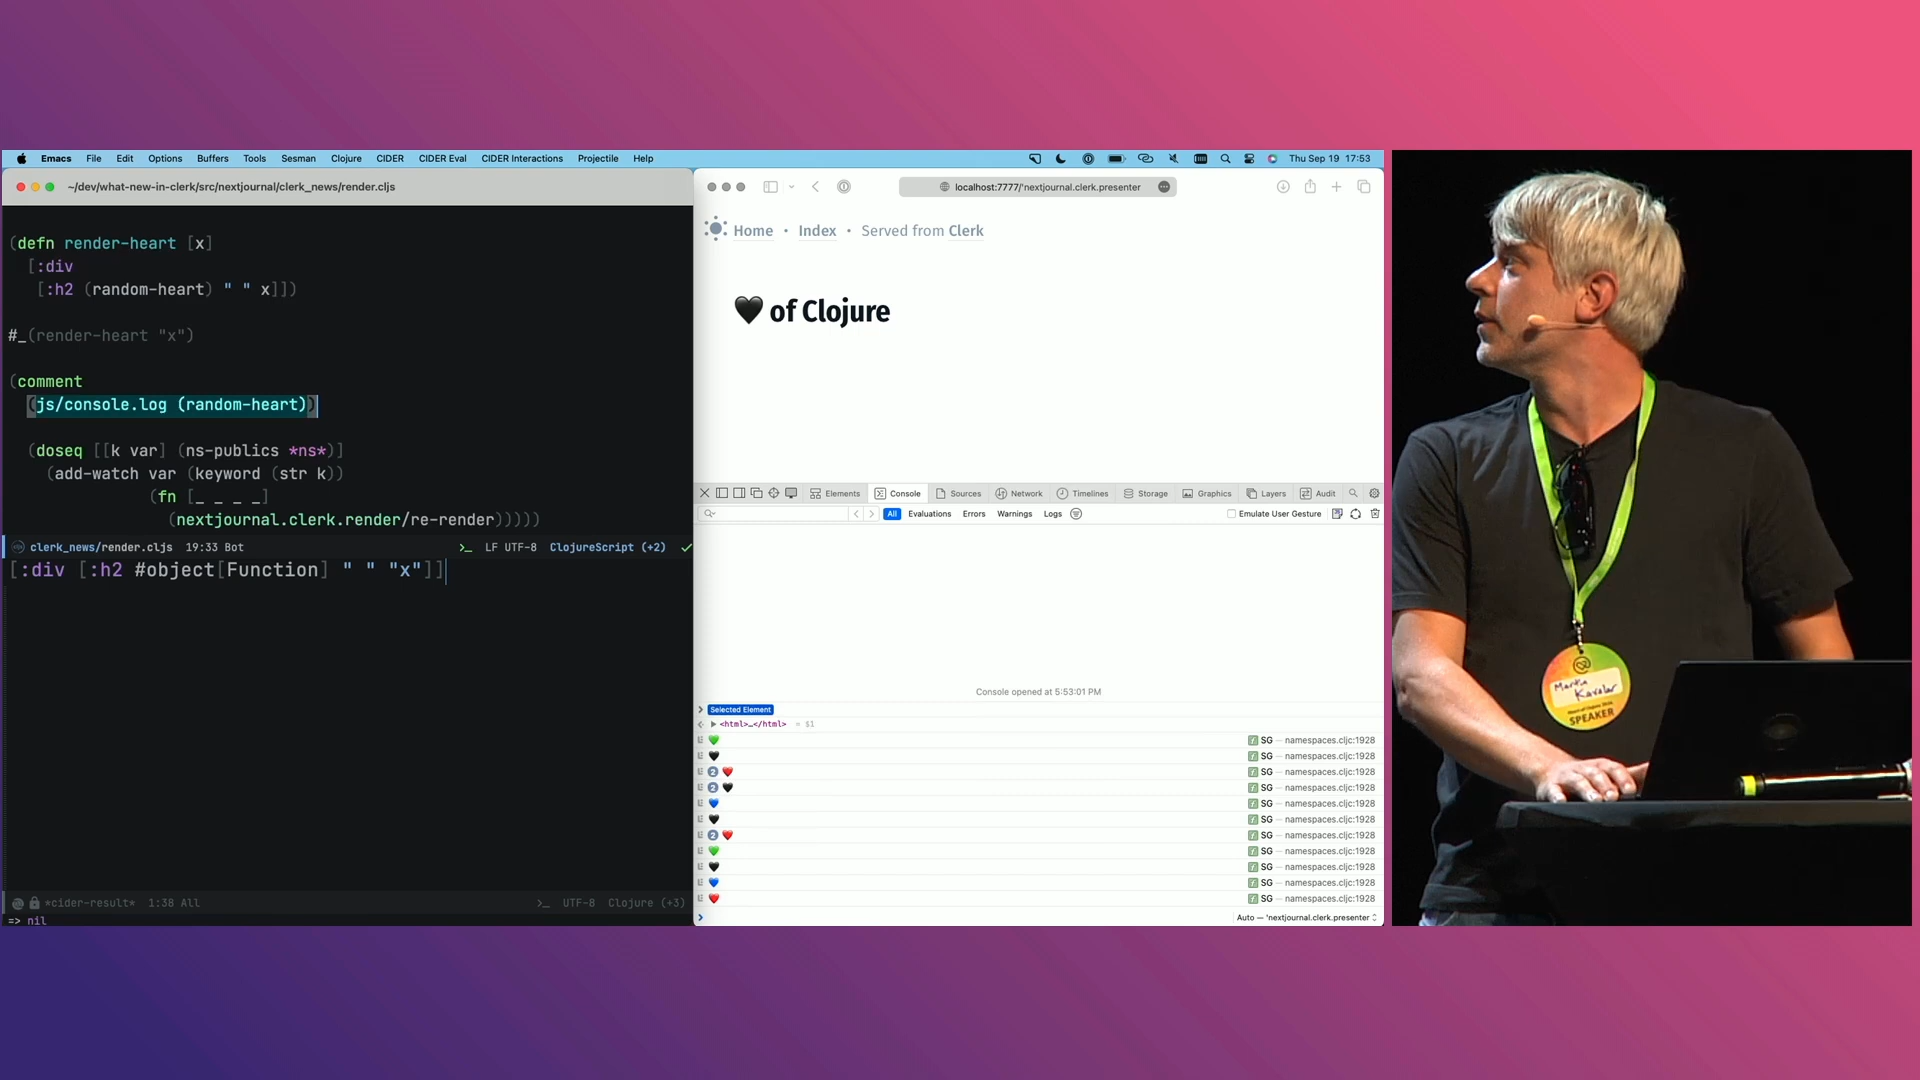 Emacs File Edit Options Buffers Tools Sesman Clojure CIDER CIDER Eval CIDER Interactions Projectile Help
Thu Sep 19 17:53
~/dev/what-new-in-clerk/src/nextjournal/clerk_news/render.cljs
(defn render-heart [x]
[:div
[:h2 (random-heart) " " x]])
#_(render-heart "x")
(comment
(js/console.log (random-heart))
(doseq [[k var] (ns-publics *ns*)]
(add-watch var (keyword (str k))
(fn [_ _ _ _]
(nextjournal.clerk.render/re-render)))))
clerk_news/render.cljs 19:33 Bot LF UTF-8 ClojureScript (+2)
[:div [:h2 #object[Function] " " "x"]]
*cider-result* 1:38 All UTF-8 Clojure (+3)
=> nil
localhost:7777/'nextjournal.clerk.presenter
Home • Index • Served from Clerk
🖤 of Clojure
Elements Console Sources Network Timelines Storage Graphics Layers Audit
All Evaluations Errors Warnings Logs Emulate User Gesture
Console opened at 5:53:01 PM
Selected Element
<html>…</html> = $1
💚 SG — namespaces.cljc:1928
🖤 SG — namespaces.cljc:1928
2 ❤️ SG — namespaces.cljc:1928
2 🖤 SG — namespaces.cljc:1928
💙 SG — namespaces.cljc:1928
🖤 SG — namespaces.cljc:1928
2 ❤️ SG — namespaces.cljc:1928
💚 SG — namespaces.cljc:1928
🖤 SG — namespaces.cljc:1928
💙 SG — namespaces.cljc:1928
❤️ SG — namespaces.cljc:1928
Auto — 'nextjournal.clerk.presenter
Martin
Kavalar
SPEAKER